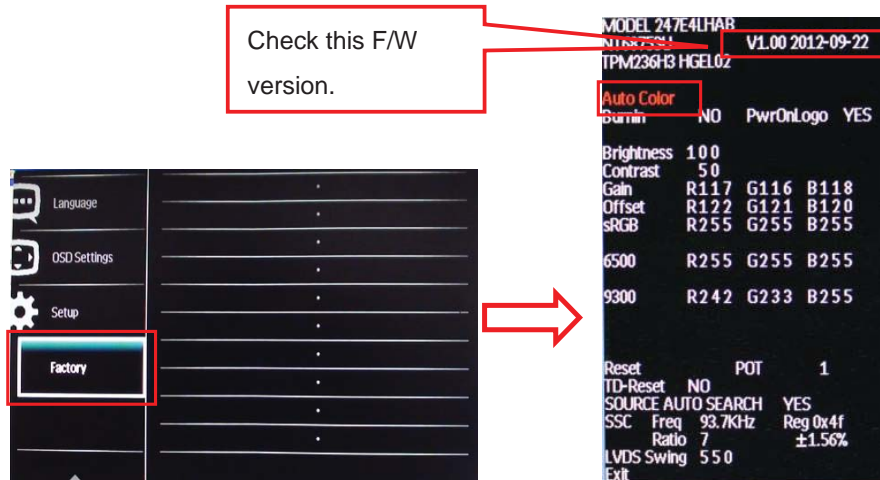 Check this F/W
version.
Language
OSD Settings
Setup
Factory
MODEL 247E4LHAB
V1.00 2012-09-22
TPM236H3 HGEL02
Auto Color
Burnin NO PwrOnLogo YES
Brightness 100
Contrast 50
Gain R117 G116 B118
Offset R122 G121 B120
sRGB R255 G255 B255
6500 R255 G255 B255
9300 R242 G233 B255
Reset POT 1
TD-Reset NO
SOURCE AUTO SEARCH YES
SSC Freq 93.7KHz Reg 0x4f
Ratio 7 ±1.56%
LVDS Swing 550
Exit